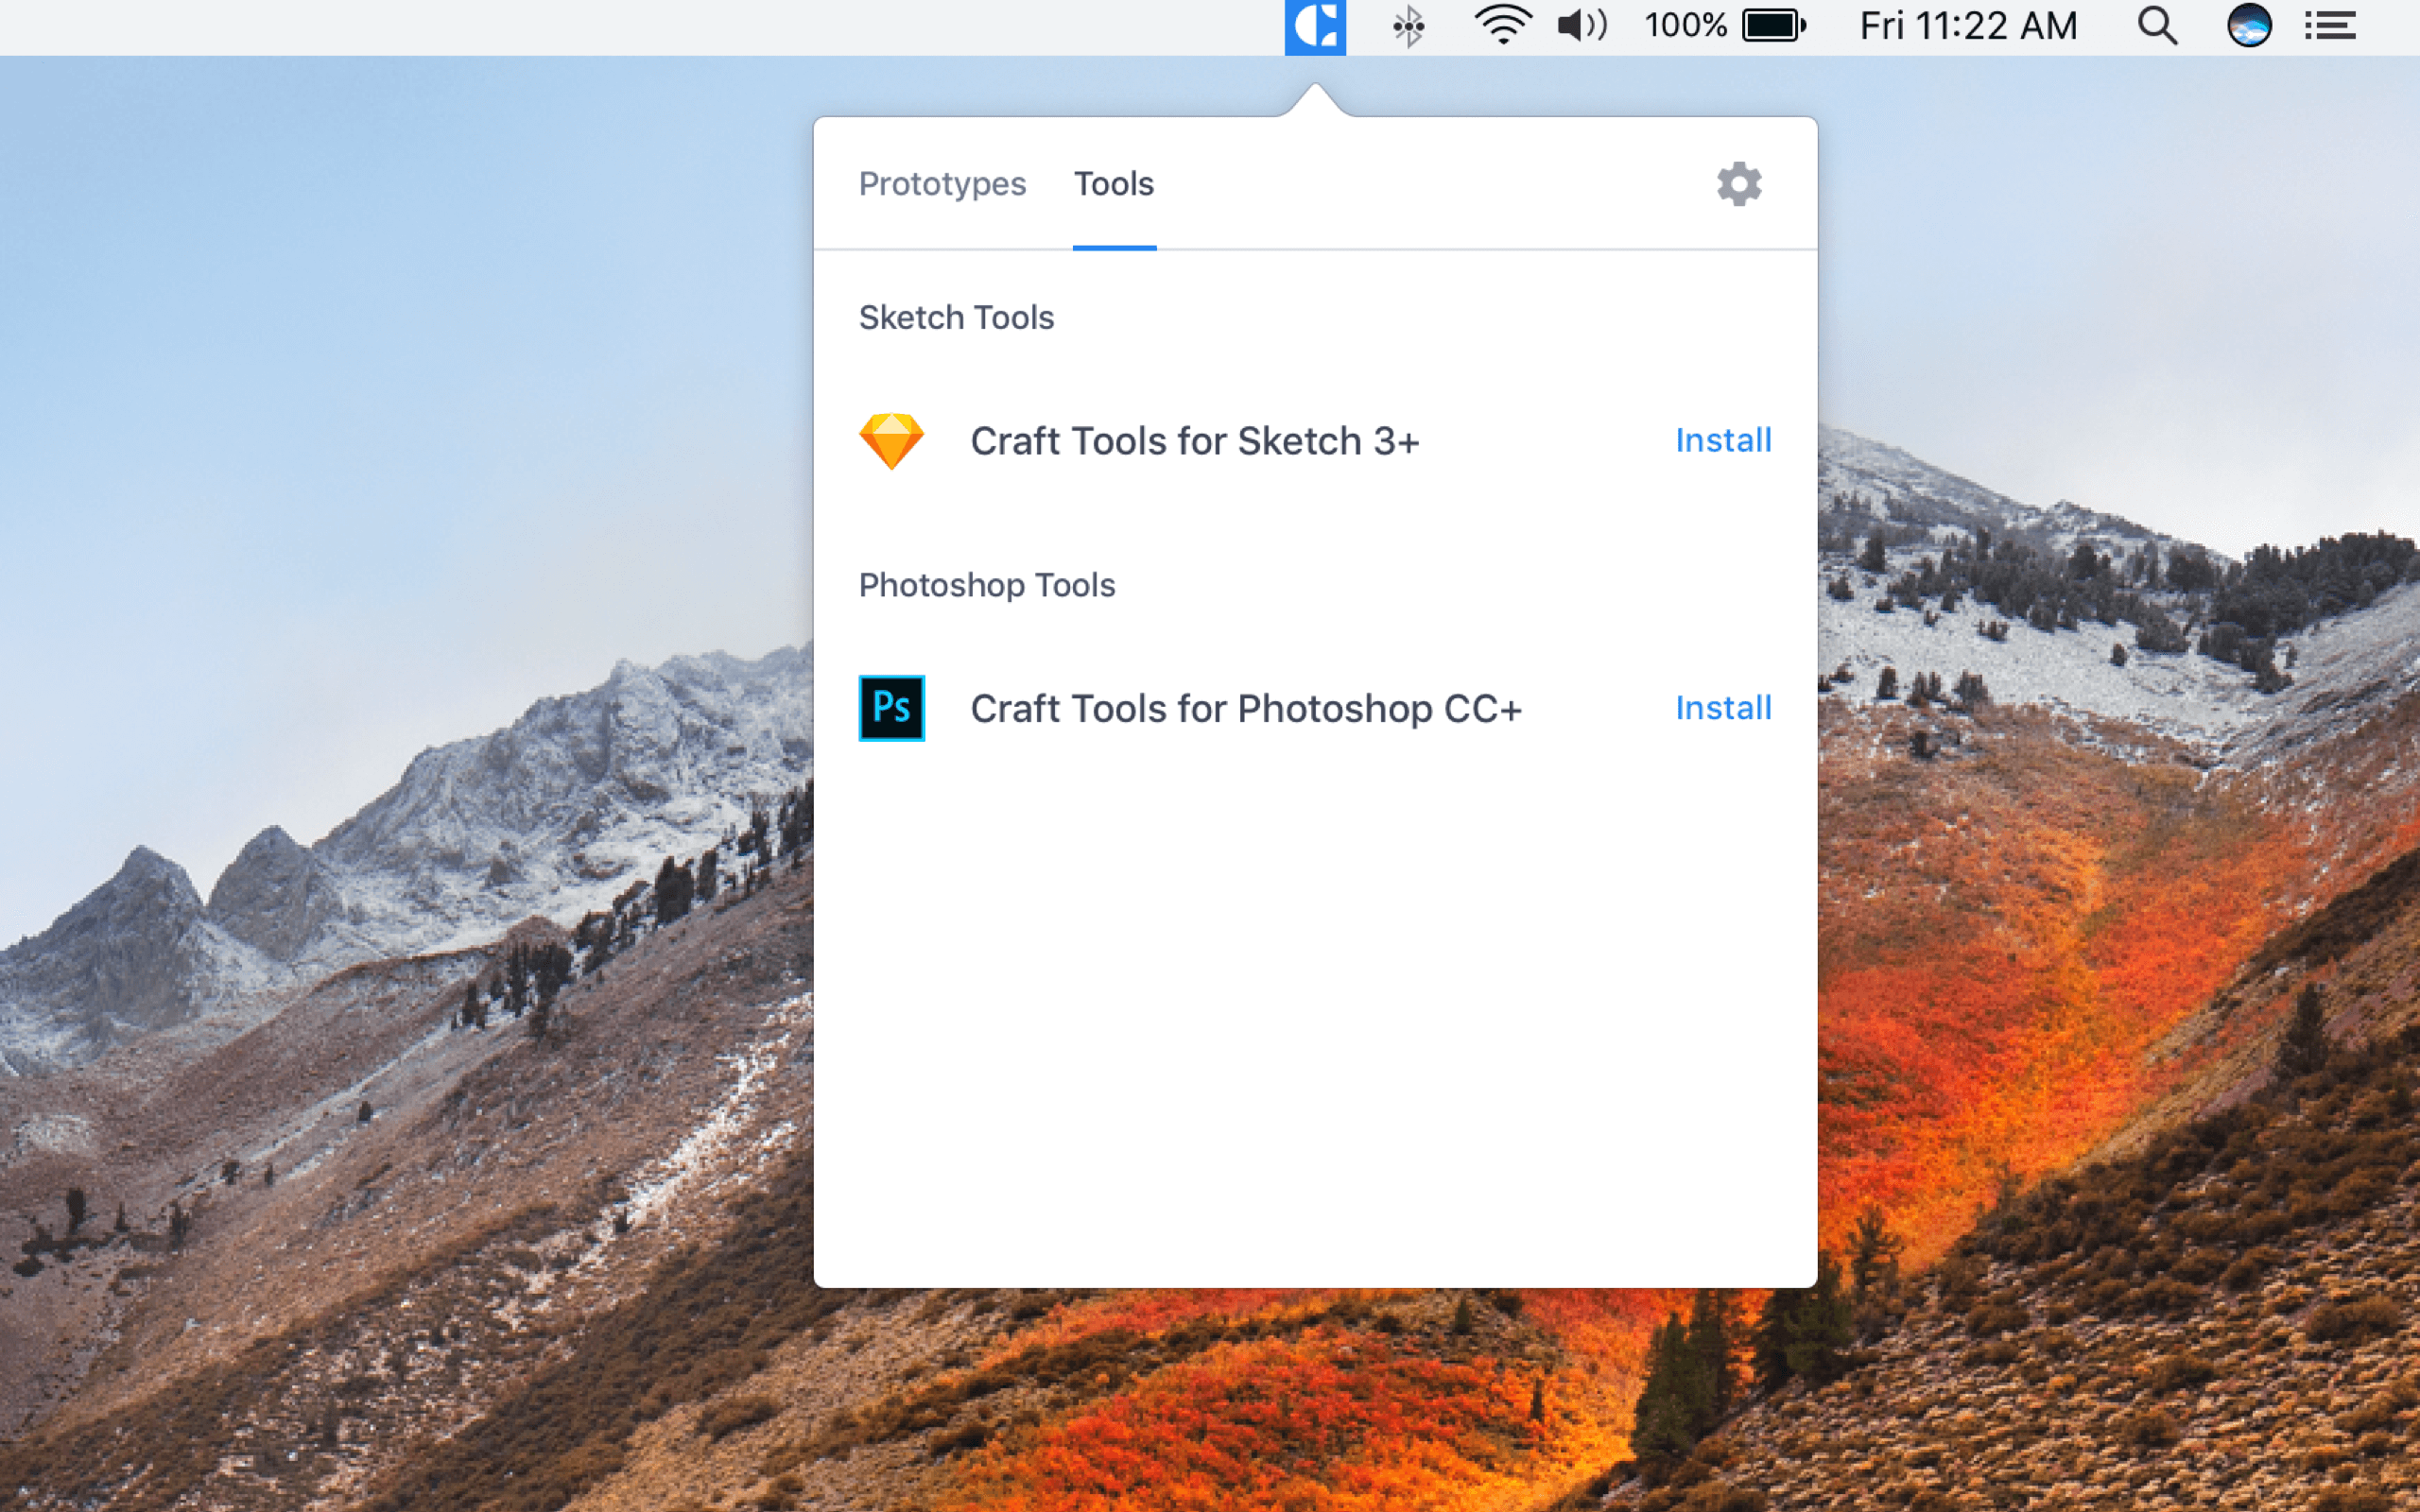 100% Fri 11:22 AM
Prototypes Tools
Sketch Tools
Craft Tools for Sketch 3+ Install
Photoshop Tools
Ps Craft Tools for Photoshop CC+ Install